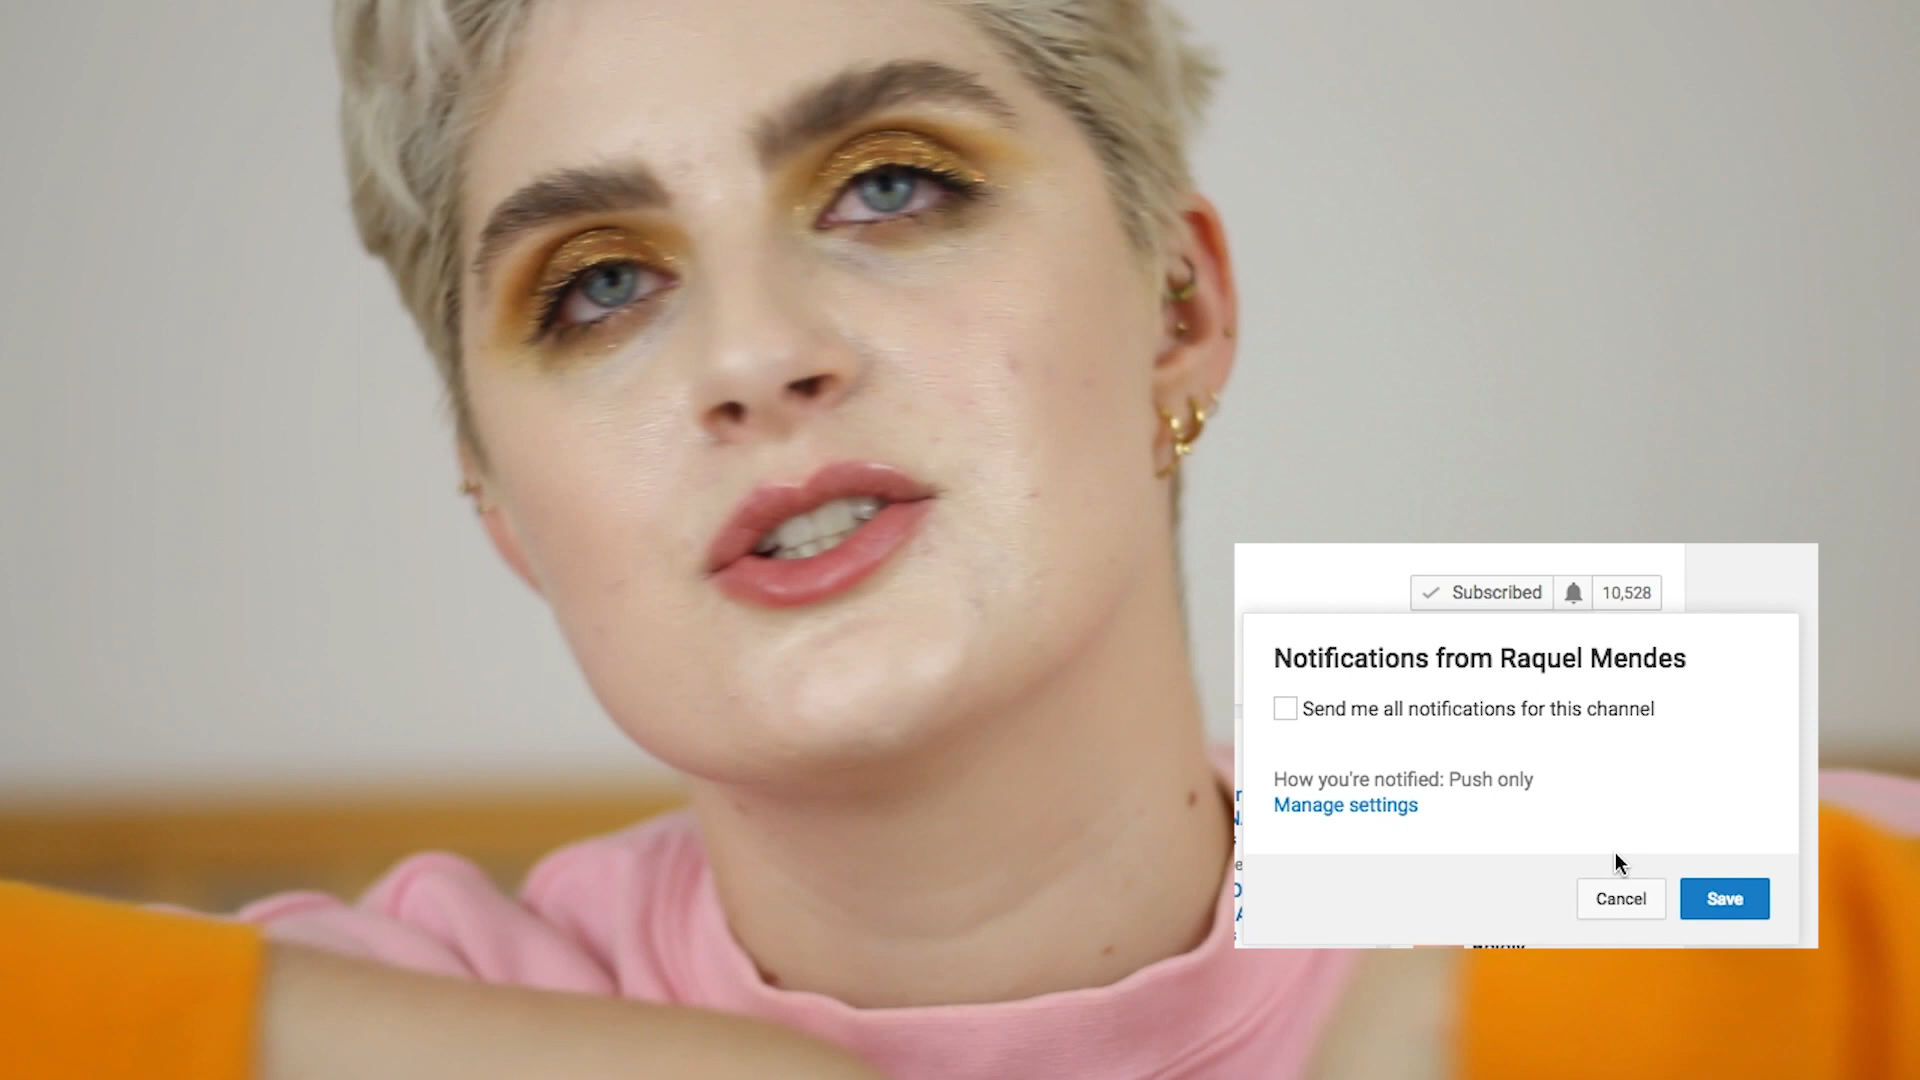 Subscribed 10,528
Notifications from Raquel Mendes
Send me all notifications for this channel
How you're notified: Push only
Manage settings
Cancel Save